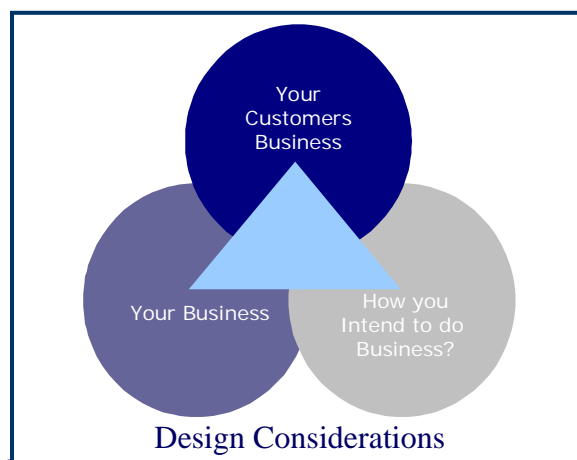 Your
Customers
Business
Your Business
How you
Intend to do
Business?
Design Considerations